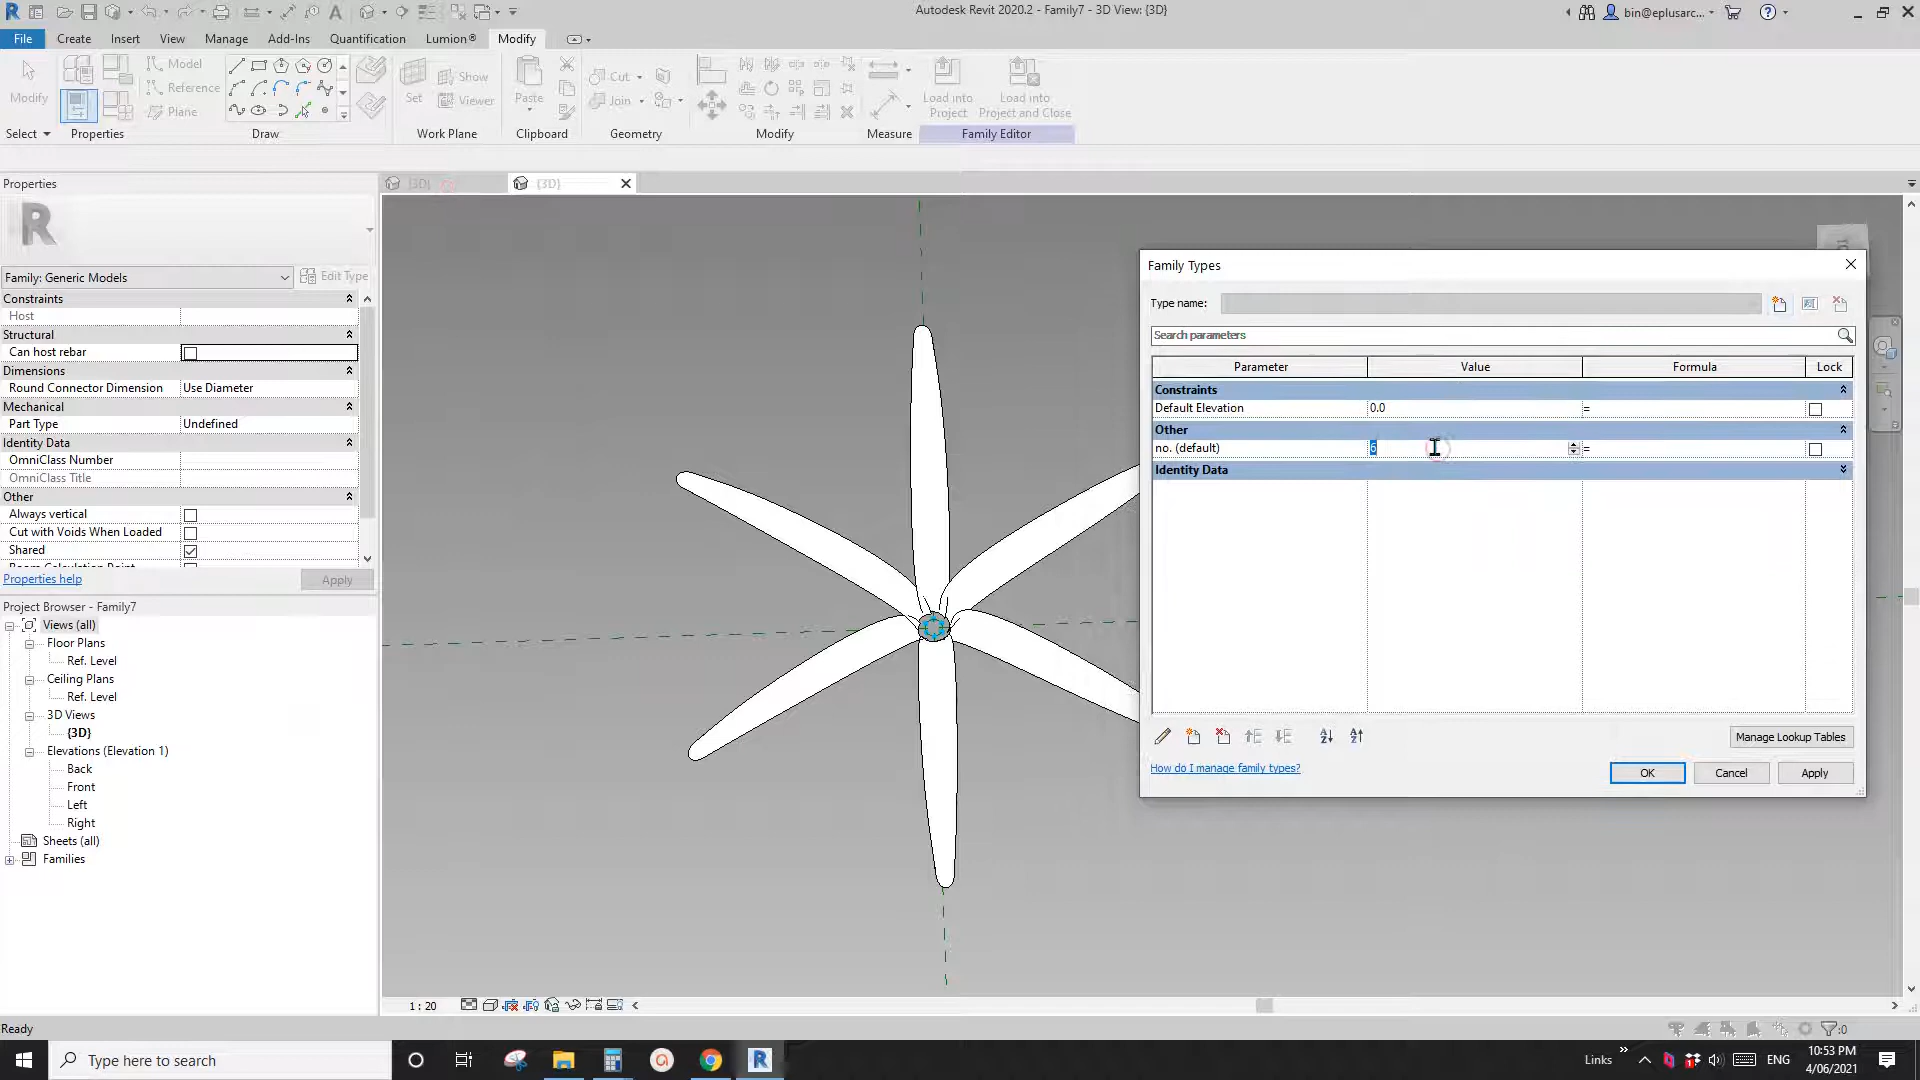 Autodesk Revit 2020.2 - Family7 - 3D View: {3D}
bin@eplusarc...
File Create Insert View Manage Add-Ins Quantification Lumion® Modify
Modify
Model
Reference
Plane
Set
Show
Viewer
Paste
Cut
Join
Load into
Project
Load into
Project and Close
Select Properties Draw Work Plane Clipboard Geometry Modify Measure Family Editor
Properties
{3D}
{3D}
R
Family: Generic Models
Edit Type
Constraints
Host
Structural
Can host rebar
Dimensions
Round Connector Dimension Use Diameter
Mechanical
Part Type Undefined
Identity Data
OmniClass Number
OmniClass Title
Other
Always vertical
Cut with Voids When Loaded
Shared
Properties help
Apply
Project Browser - Family7
Views (all)
Floor Plans
Ref. Level
Ceiling Plans
Ref. Level
3D Views
{3D}
Elevations (Elevation 1)
Back
Front
Left
Right
Sheets (all)
Families
Family Types
Type name:
Search parameters
Parameter Value Formula Lock
Constraints
Default Elevation 0.0 =
Other
no. (default) 6 =
Identity Data
Manage Lookup Tables
How do I manage family types?
OK Cancel Apply
1 : 20
Ready
:0
Type here to search
Links
ENG
10:53 PM
4/06/2021